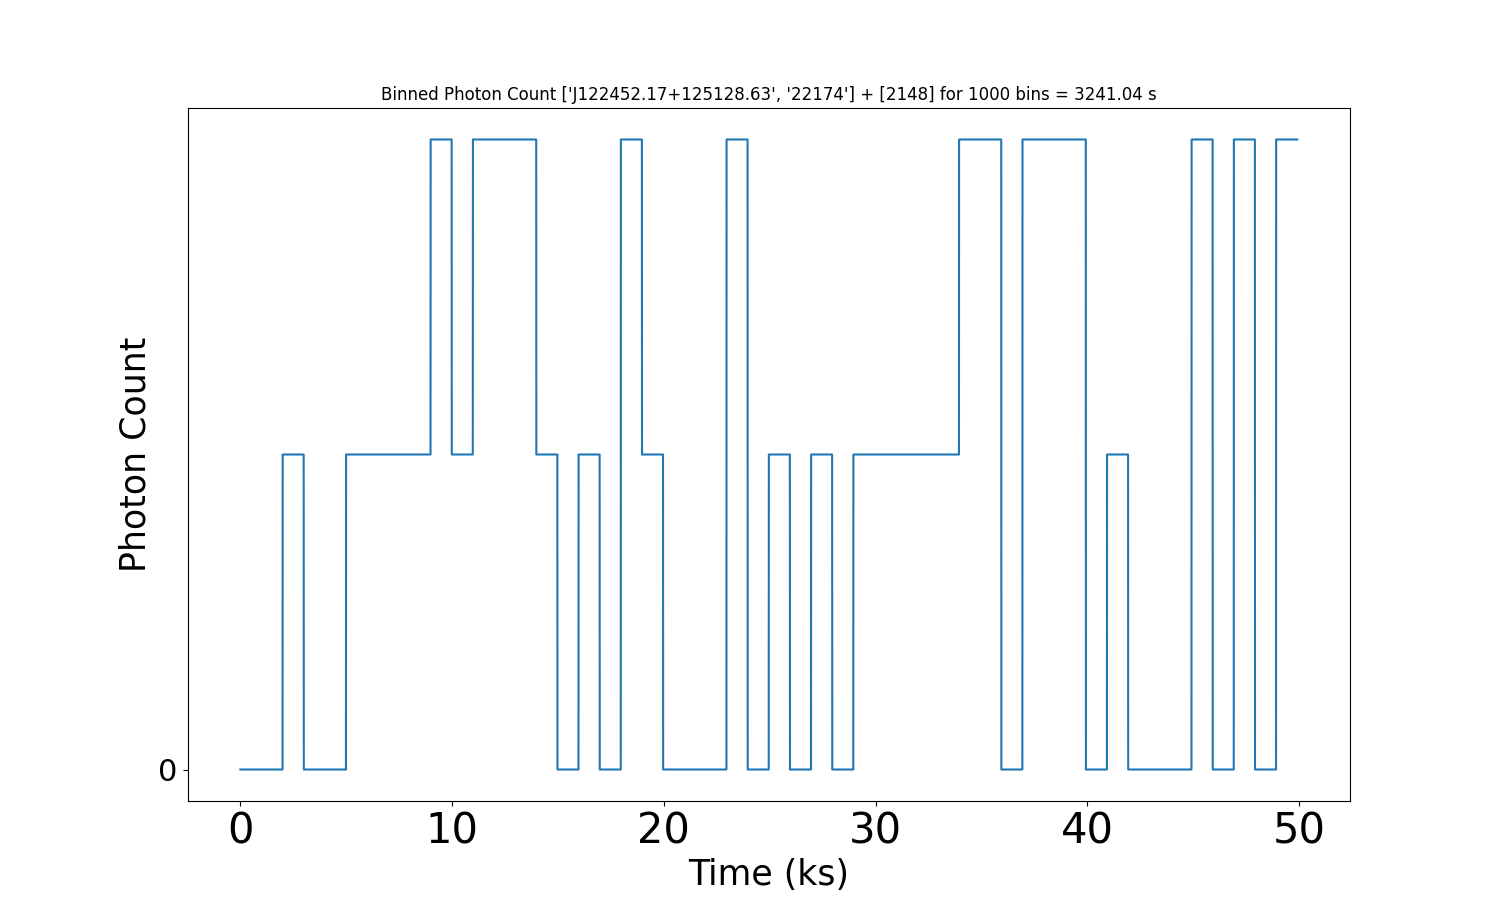 Binned Photon Count ['J122452.17+125128.63', '22174'] + [2148] for 1000 bins = 3241.04 s
Photon Count
0
0 10 20 30 40 50
Time (ks)